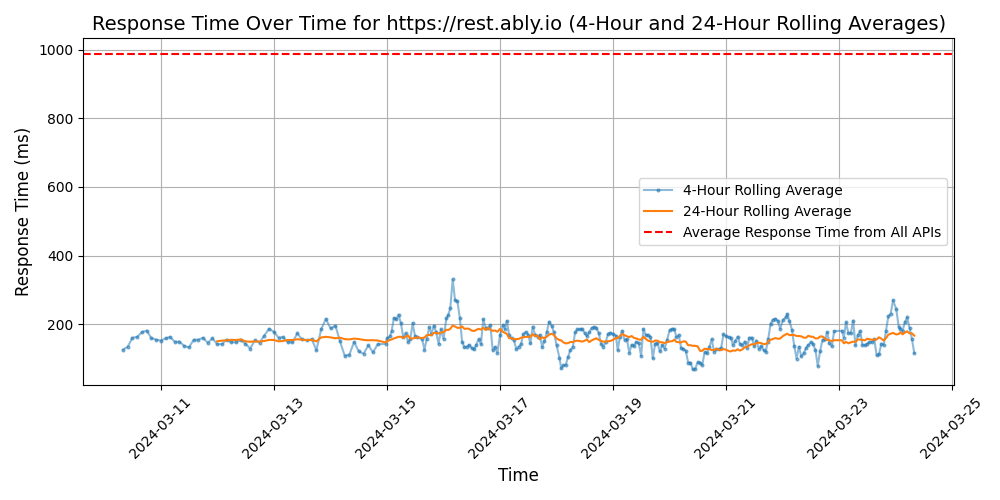 Response Time Over Time for https://rest.ably.io (4-Hour and 24-Hour Rolling Averages)
Response Time (ms)
1000
800
600
400
200
4-Hour Rolling Average
24-Hour Rolling Average
Average Response Time from All APIs
2024-03-11
2024-03-13
2024-03-15
2024-03-17
2024-03-19
2024-03-21
2024-03-23
2024-03-25
Time